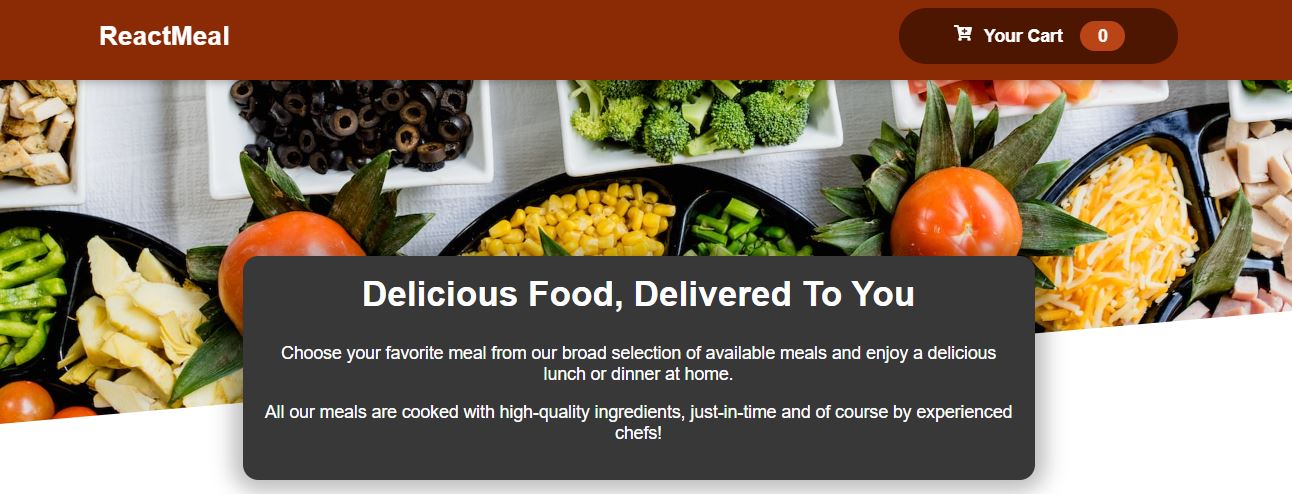 ReactMeal
Your Cart 0
Delicious Food, Delivered To You
Choose your favorite meal from our broad selection of available meals and enjoy a delicious
lunch or dinner at home.
All our meals are cooked with high-quality ingredients, just-in-time and of course by experienced
chefs!